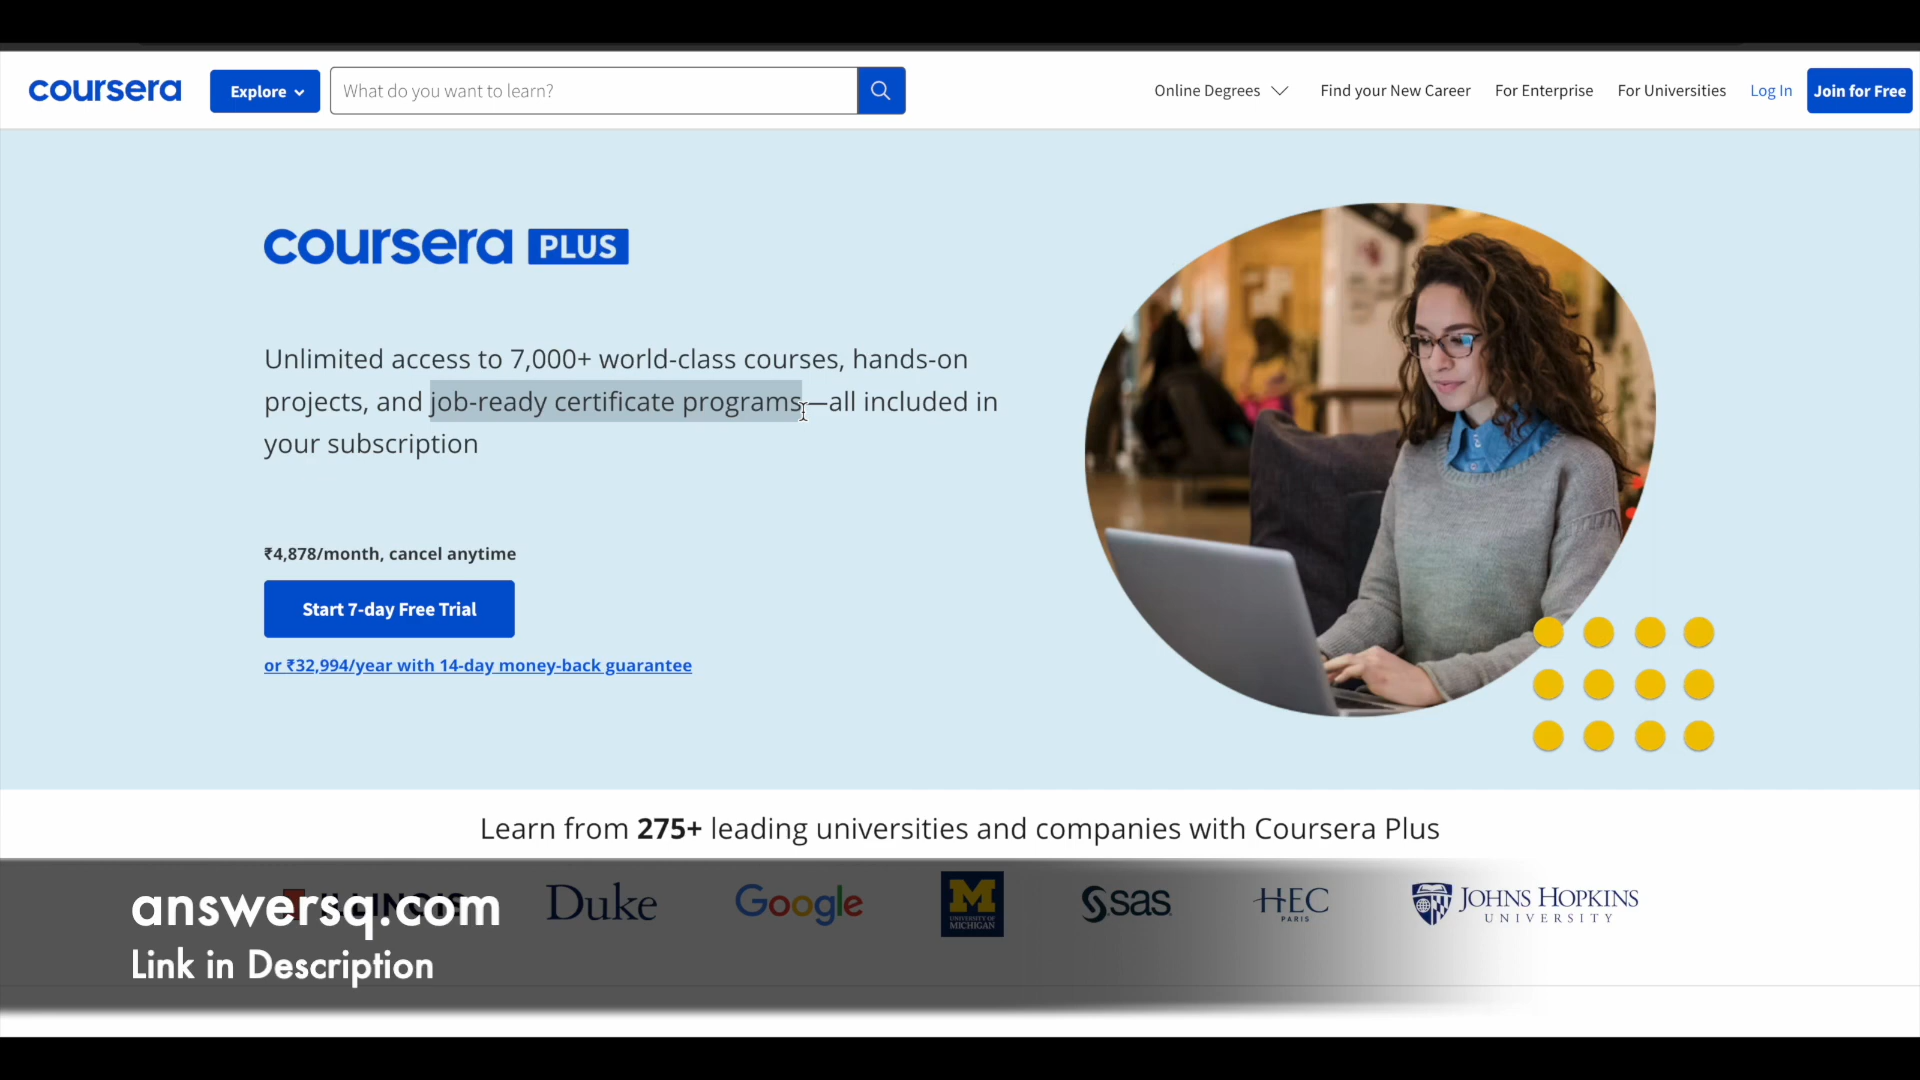 coursera
Explore
What do you want to learn?
Online Degrees
Find your New Career
For Enterprise
For Universities
Log In
Join for Free
coursera PLUS
Unlimited access to 7,000+ world-class courses, hands-on
projects, and job-ready certificate programs—all included in
your subscription
₹4,878/month, cancel anytime
Start 7-day Free Trial
or ₹32,994/year with 14-day money-back guarantee
Learn from 275+ leading universities and companies with Coursera Plus
ILLINOIS
Duke
Google
M
UNIVERSITY OF
MICHIGAN
sas
HEC
PARIS
JOHNS HOPKINS
UNIVERSITY
answersq.com
Link in Description